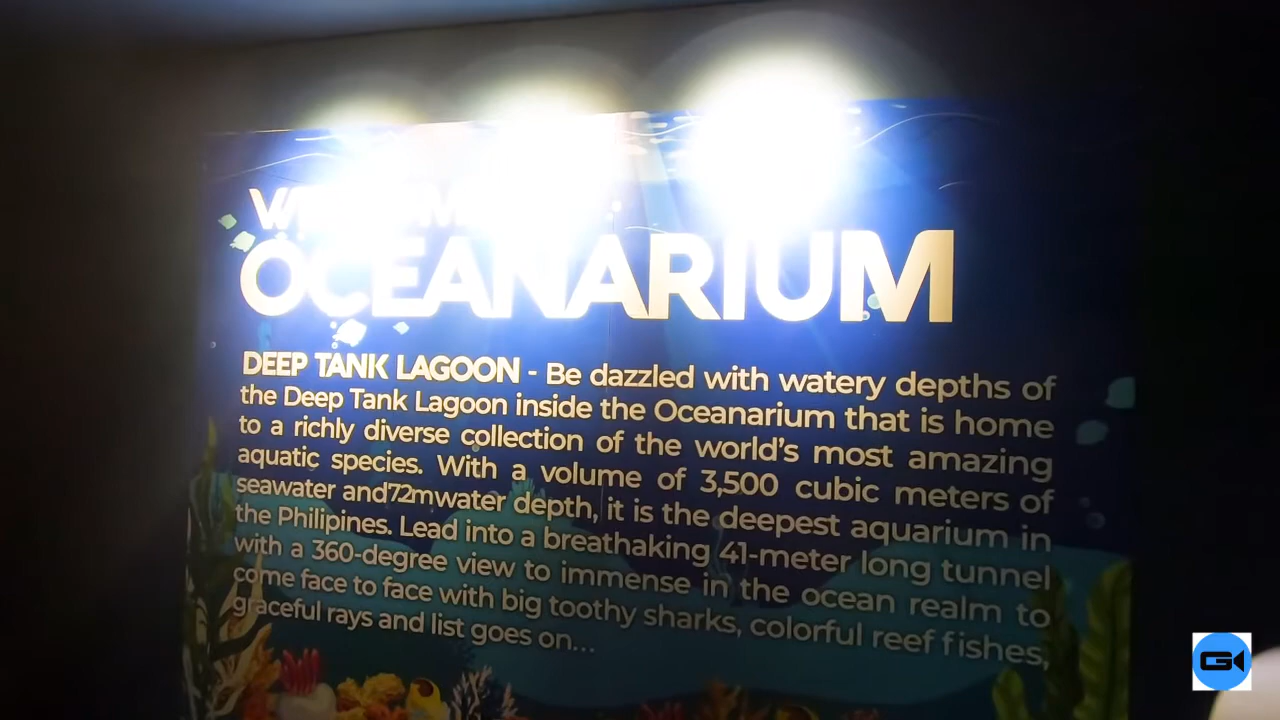 OCEANARIUM
DEEP TANK LAGOON - Be dazzled with watery depths of
the Deep Tank Lagoon inside the Oceanarium that is home
to a richly diverse collection of the world's most amazing
aquatic species. With a volume of 3,500 cubic meters of
seawater and72mwater depth, it is the deepest aquarium in
the Philipines. Lead into a breathaking 41-meter long tunnel
with a 360-degree view to immense in the ocean realm to
come face to face with big toothy sharks, colorful reef fishes,
graceful rays and list goes on...
G